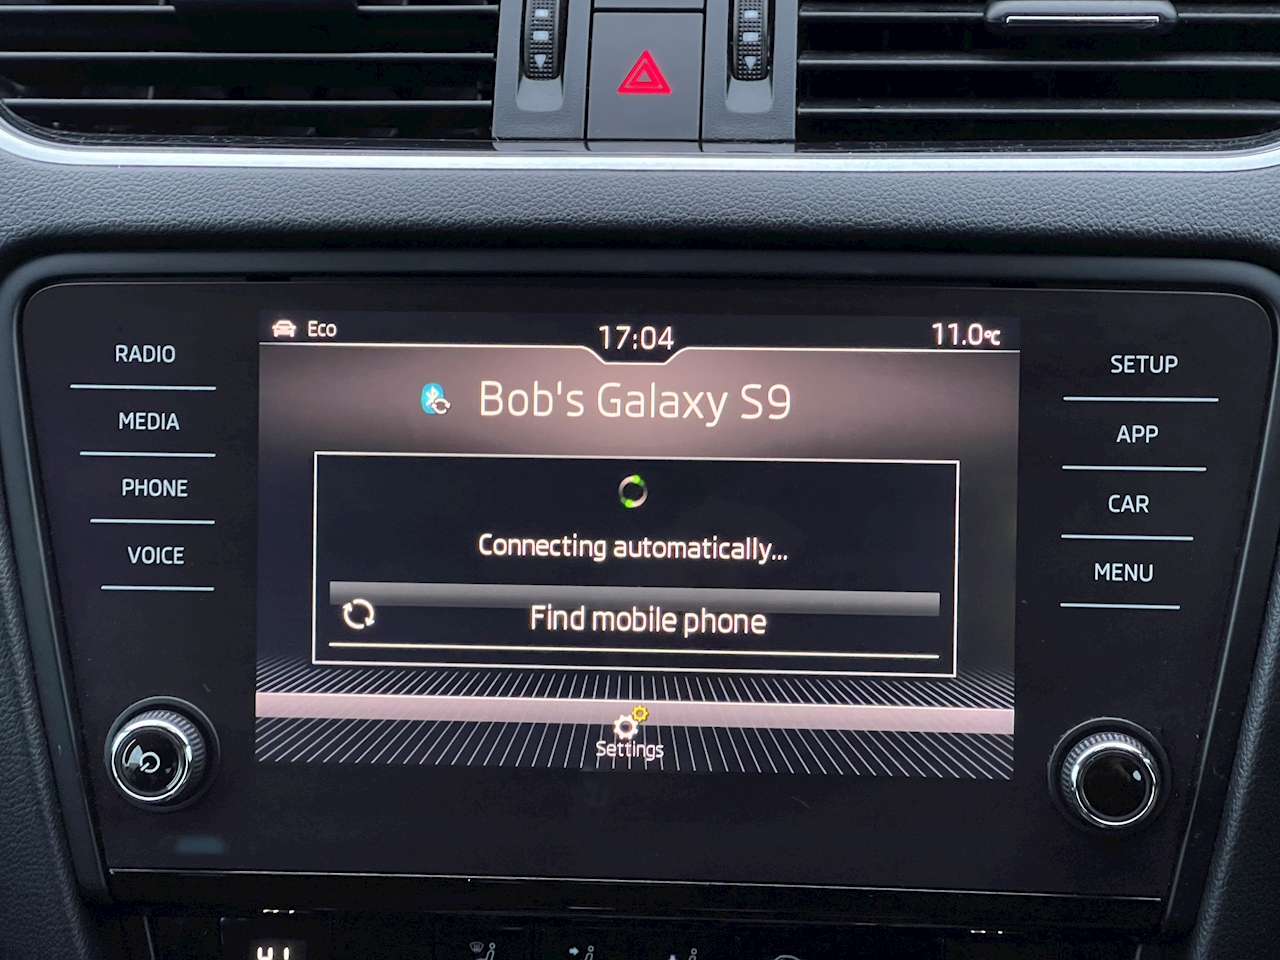 Eco
17:04
11.0°C
Bob's Galaxy S9
Connecting automatically...
Find mobile phone
Settings
RADIO
MEDIA
PHONE
VOICE
SETUP
APP
CAR
MENU